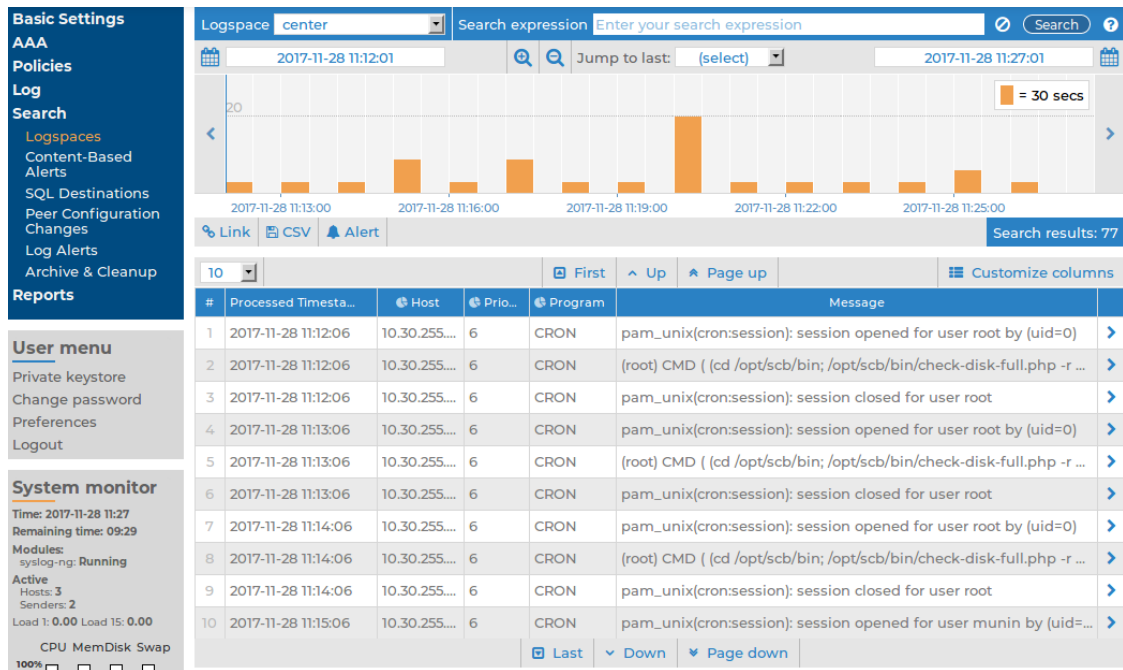 Basic Settings
AAA
Policies
Log
Search
Logspaces
Content-Based
Alerts
SQL Destinations
Peer Configuration
Changes
Log Alerts
Archive & Cleanup
Reports
User menu
Private keystore
Change password
Preferences
Logout
System monitor
Time: 2017-11-28 11:27
Remaining time: 09:29
Modules:
syslog-ng: Running
Active
Hosts: 3
Senders: 2
Load 1: 0.00 Load 15: 0.00
CPU Mem Disk Swap
100%
Logspace center Search expression Enter your search expression Search ?
2017-11-28 11:12:01 Jump to last: (select) 2017-11-28 11:27:01
= 30 secs
20
2017-11-28 11:13:00 2017-11-28 11:16:00 2017-11-28 11:19:00 2017-11-28 11:22:00 2017-11-28 11:25:00
Link CSV Alert Search results: 77
10 First Up Page up Customize columns
# Processed Timesta... Host Prio... Program Message
1 2017-11-28 11:12:06 10.30.255.... 6 CRON pam_unix(cron:session): session opened for user root by (uid=0)
2 2017-11-28 11:12:06 10.30.255.... 6 CRON (root) CMD ( (cd /opt/scb/bin; /opt/scb/bin/check-disk-full.php -r ...
3 2017-11-28 11:12:06 10.30.255.... 6 CRON pam_unix(cron:session): session closed for user root
4 2017-11-28 11:13:06 10.30.255.... 6 CRON pam_unix(cron:session): session opened for user root by (uid=0)
5 2017-11-28 11:13:06 10.30.255.... 6 CRON (root) CMD ( (cd /opt/scb/bin; /opt/scb/bin/check-disk-full.php -r ...
6 2017-11-28 11:13:06 10.30.255.... 6 CRON pam_unix(cron:session): session closed for user root
7 2017-11-28 11:14:06 10.30.255.... 6 CRON pam_unix(cron:session): session opened for user root by (uid=0)
8 2017-11-28 11:14:06 10.30.255.... 6 CRON (root) CMD ( (cd /opt/scb/bin; /opt/scb/bin/check-disk-full.php -r ...
9 2017-11-28 11:14:06 10.30.255.... 6 CRON pam_unix(cron:session): session closed for user root
10 2017-11-28 11:15:06 10.30.255.... 6 CRON pam_unix(cron:session): session opened for user munin by (uid=...
Last Down Page down